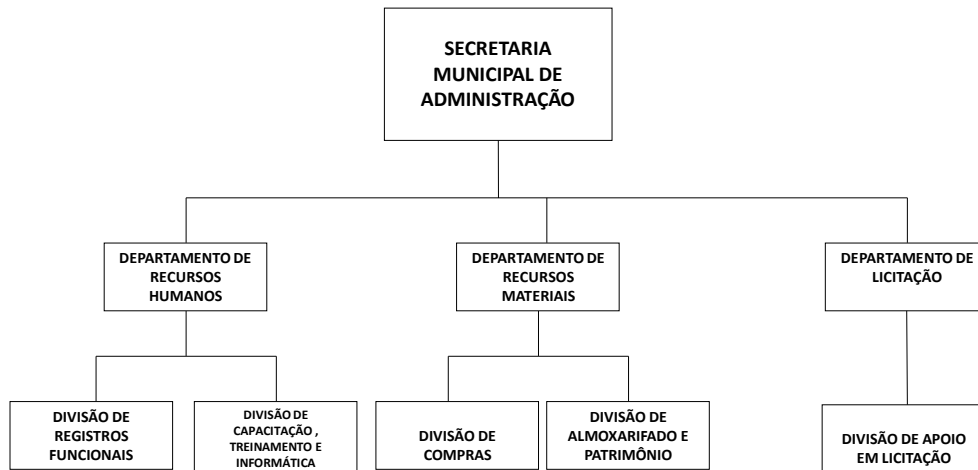 SECRETARIA
MUNICIPAL DE
ADMINISTRAÇÃO
DEPARTAMENTO DE
RECURSOS
HUMANOS
DEPARTAMENTO DE
RECURSOS
MATERIAIS
DEPARTAMENTO DE
LICITAÇÃO
DIVISÃO DE
REGISTROS
FUNCIONAIS
DIVISÃO DE
CAPACITAÇÃO ,
TREINAMENTO E
INFORMÁTICA
DIVISÃO DE
COMPRAS
DIVISÃO DE
ALMOXARIFADO E
PATRIMÔNIO
DIVISÃO DE APOIO
EM LICITAÇÃO